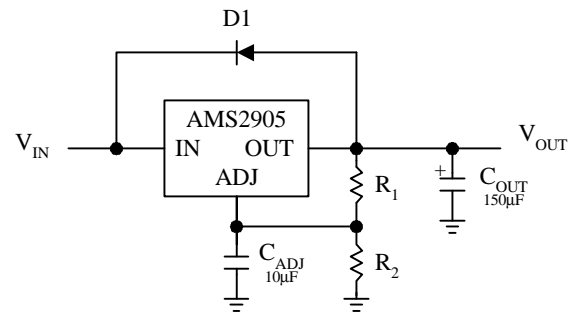 D1
AMS2905
V_IN
IN OUT
V_OUT
ADJ
R_1
+
C_OUT
150μF
C_ADJ
10μF
R_2